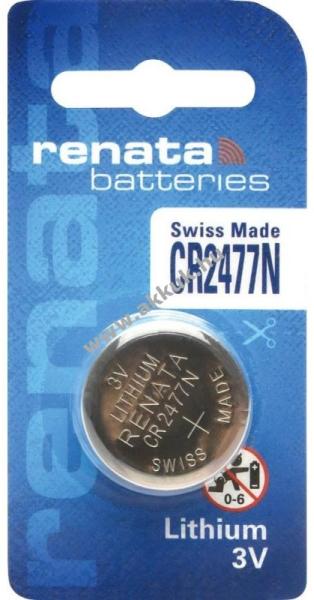 renata
renata
batteries
Swiss Made
CR2477N
www.akkuk.hu
3V
LITHIUM
RENATA
CR2477N
SWISS MADE
0-6
Lithium
3V